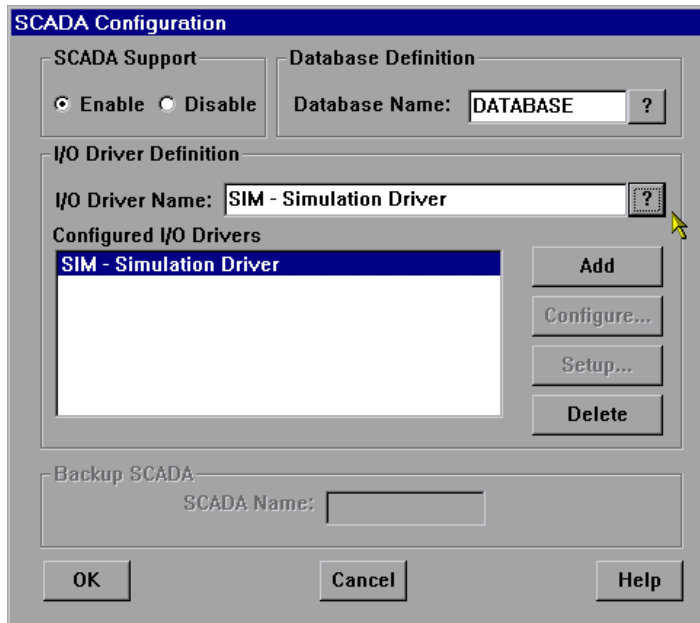 SCADA Configuration
SCADA Support
Enable Disable
Database Definition
Database Name: DATABASE ?
I/O Driver Definition
I/O Driver Name: SIM - Simulation Driver ?
Configured I/O Drivers
SIM - Simulation Driver
Add
Configure...
Setup...
Delete
Backup SCADA
SCADA Name:
OK Cancel Help